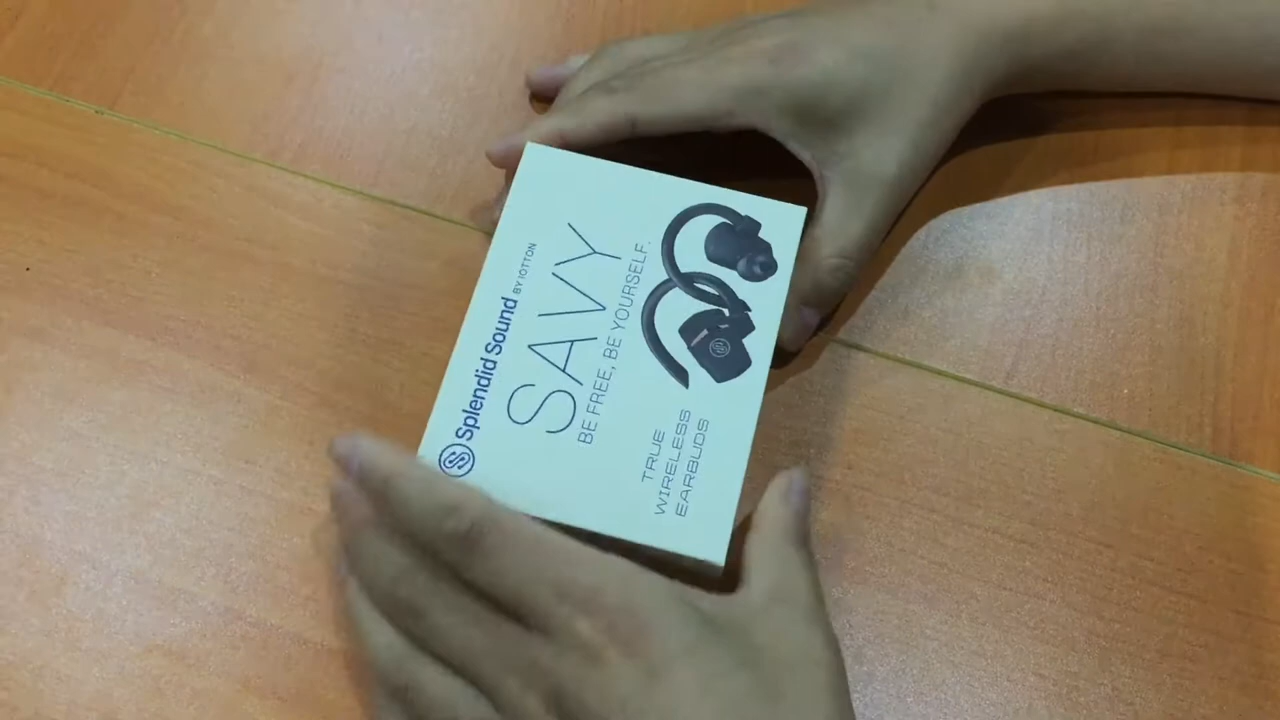 Splendid Sound BY IOTTON
SAVY
BE FREE, BE YOURSELF.
TRUE
WIRELESS
EARBUDS